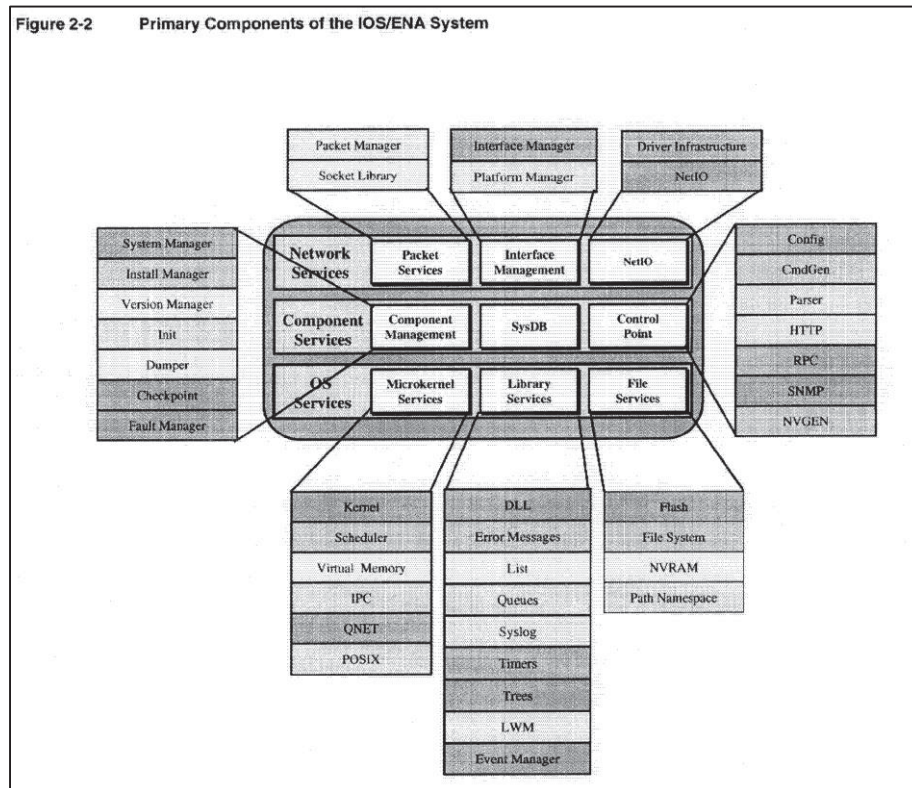 Figure 2-2 Primary Components of the IOS/ENA System
Packet Manager
Socket Library
Interface Manager
Platform Manager
Driver Infrastructure
NetIO
System Manager
Install Manager
Version Manager
Init
Dumper
Checkpoint
Fault Manager
Network
Services
Packet
Services
Interface
Management
NetIO
Component
Services
Component
Management
SysDB
Control
Point
OS
Services
Microkernel
Services
Library
Services
File
Services
Config
CmdGen
Parser
HTTP
RPC
SNMP
NVGEN
Kernel
Scheduler
Virtual Memory
IPC
QNET
POSIX
DLL
Error Messages
List
Queues
Syslog
Timers
Trees
LWM
Event Manager
Flash
File System
NVRAM
Path Namespace